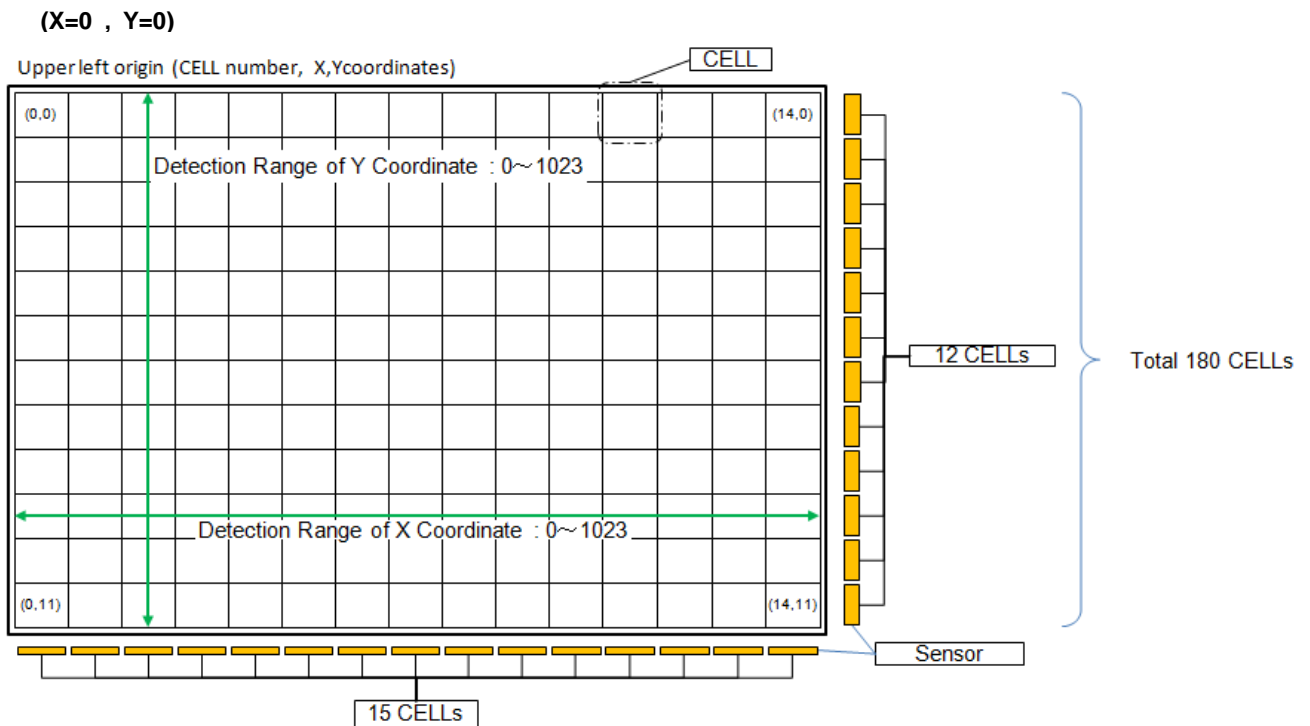 (X=0 , Y=0)
Upper left origin (CELL number, X,Ycoordinates)
CELL
(0,0)
(14,0)
Detection Range of Y Coordinate : 0～1023
12 CELLs
Total 180 CELLs
Detection Range of X Coordinate : 0～1023
(0,11)
(14,11)
Sensor
15 CELLs